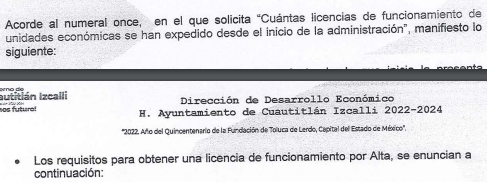 Acorde al numeral once, en el que solicita "Cuántas licencias de funcionamiento de
unidades económicas se han expedido desde el inicio de la administración", manifiesto lo
siguiente:
autitlán Izcalli
Dirección de Desarrollo Económico
H. Ayuntamiento de Cuautitlán Izcalli 2022-2024
"2022. Año del Quincentenario de la Fundación de Toluca de Lerdo, Capital del Estado de México".
• Los requisitos para obtener una licencia de funcionamiento por Alta, se enuncian a
continuación: